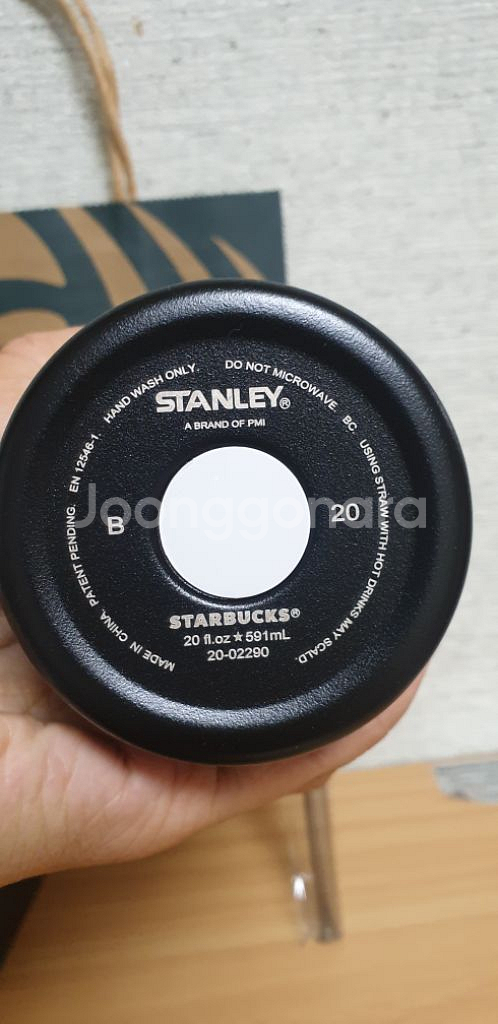 MADE IN CHINA. PATENT PENDING. EN 12546-1. HAND WASH ONLY. DO NOT MICROWAVE BC. USING STRAW WITH HOT DRINKS MAY SCALD.
STANLEY®
A BRAND OF PMI
Joonggonara
B 20
STARBUCKS®
20 fl.oz ★ 591mL
20-02290